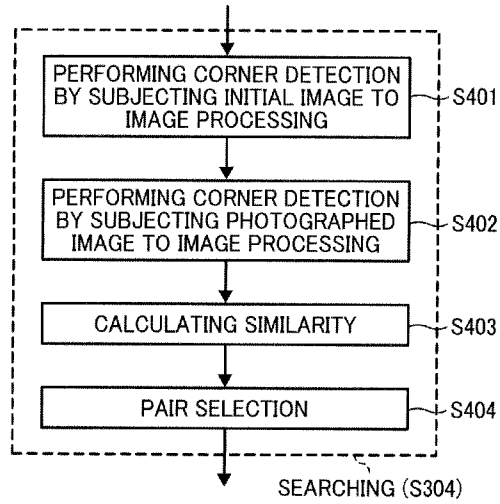 PERFORMING CORNER DETECTION
BY SUBJECTING INITIAL IMAGE TO
IMAGE PROCESSING
S401
PERFORMING CORNER DETECTION
BY SUBJECTING PHOTOGRAPHED
IMAGE TO IMAGE PROCESSING
S402
CALCULATING SIMILARITY
S403
PAIR SELECTION
S404
SEARCHING (S304)